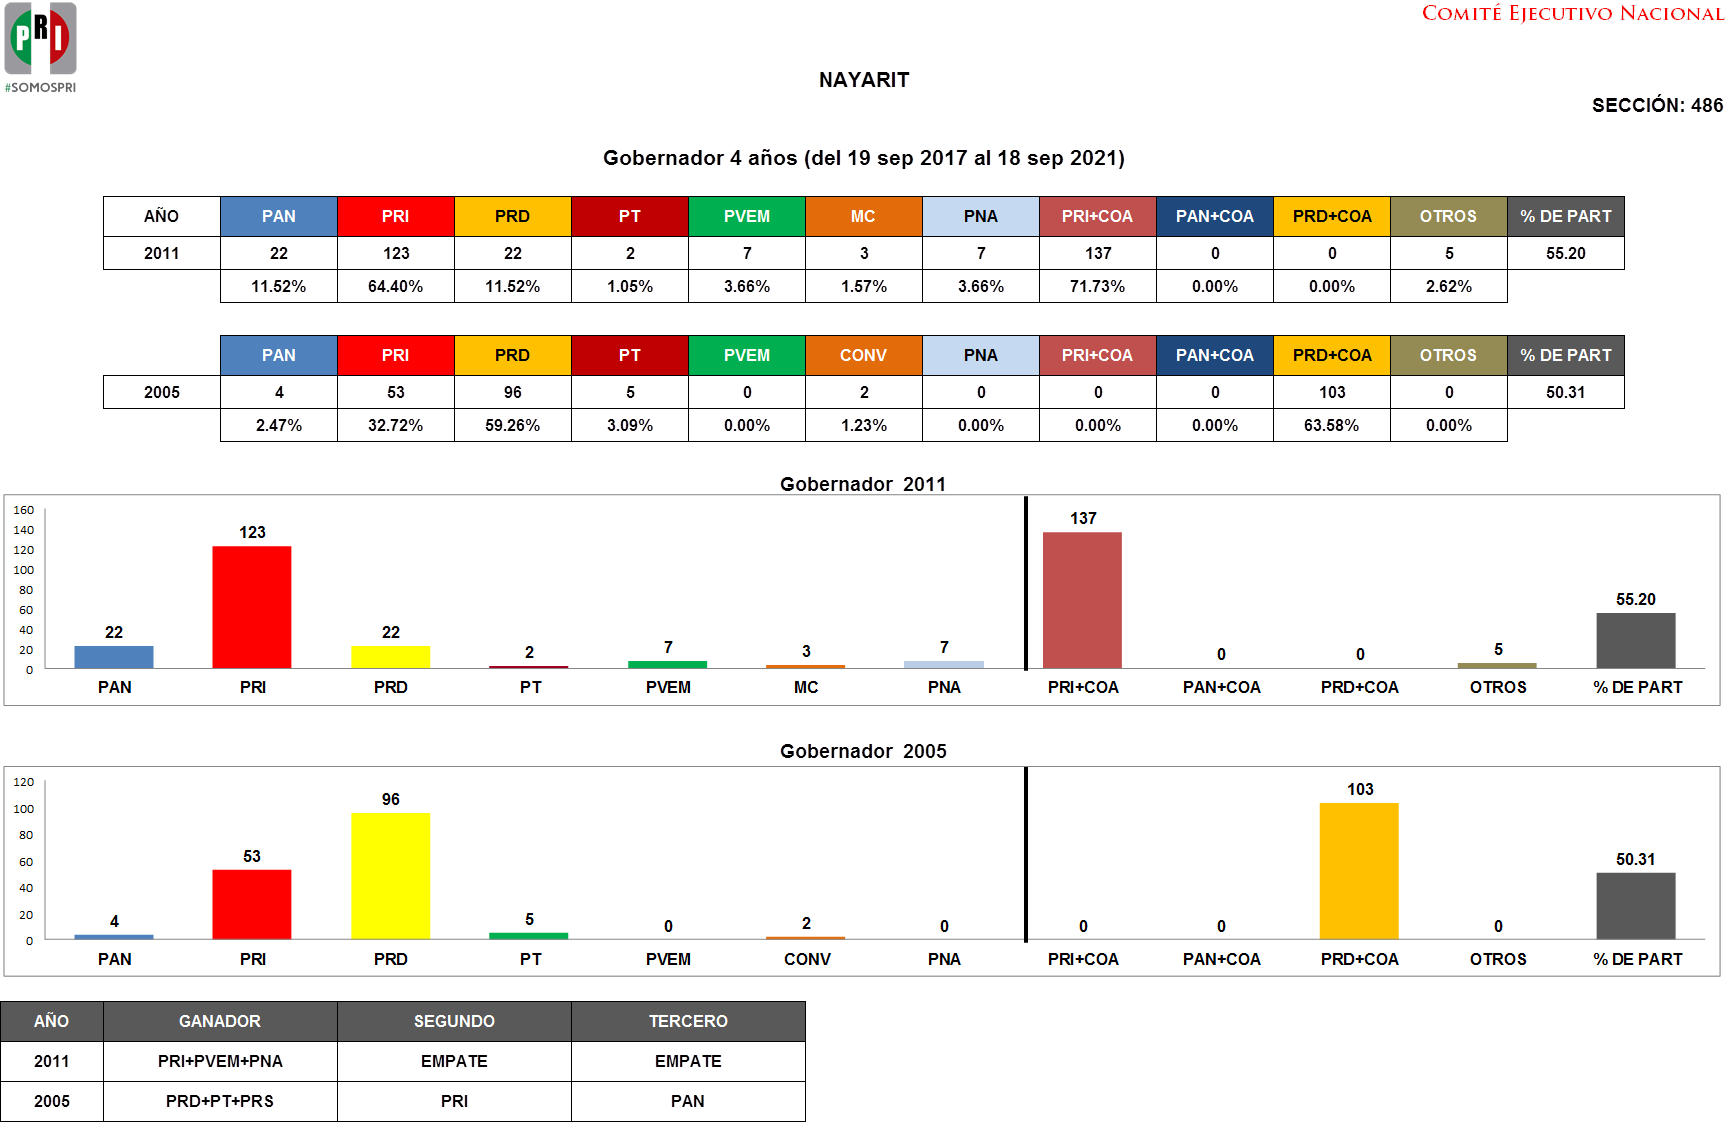 PRI
#SOMOSPRI
COMITÉ EJECUTIVO NACIONAL
NAYARIT
SECCIÓN: 486
Gobernador 4 años (del 19 sep 2017 al 18 sep 2021)
AÑO PAN PRI PRD PT PVEM MC PNA PRI+COA PAN+COA PRD+COA OTROS % DE PART
2011 22 123 22 2 7 3 7 137 0 0 5 55.20
11.52% 64.40% 11.52% 1.05% 3.66% 1.57% 3.66% 71.73% 0.00% 0.00% 2.62%
PAN PRI PRD PT PVEM CONV PNA PRI+COA PAN+COA PRD+COA OTROS % DE PART
2005 4 53 96 5 0 2 0 0 0 103 0 50.31
2.47% 32.72% 59.26% 3.09% 0.00% 1.23% 0.00% 0.00% 0.00% 63.58% 0.00%
Gobernador 2011
160
140
120
100
80
60
40
20
0
22 123 22 2 7 3 7 137 0 0 5 55.20
PAN PRI PRD PT PVEM MC PNA PRI+COA PAN+COA PRD+COA OTROS % DE PART
Gobernador 2005
120
100
80
60
40
20
0
4 53 96 5 0 2 0 0 0 103 0 50.31
PAN PRI PRD PT PVEM CONV PNA PRI+COA PAN+COA PRD+COA OTROS % DE PART
AÑO GANADOR SEGUNDO TERCERO
2011 PRI+PVEM+PNA EMPATE EMPATE
2005 PRD+PT+PRS PRI PAN